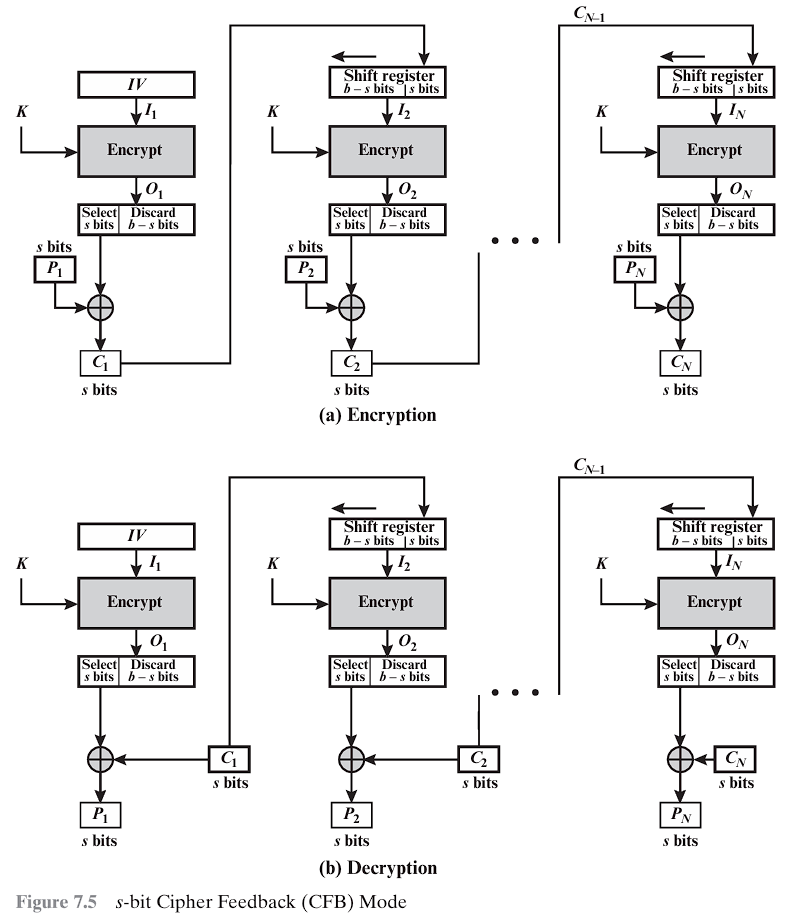 C_{N–1}
IV
Shift register
b – s bits | s bits
Shift register
b – s bits | s bits
K
I_1
K
I_2
K
I_N
Encrypt
Encrypt
Encrypt
O_1
O_2
O_N
Select
s bits
Discard
b – s bits
Select
s bits
Discard
b – s bits
Select
s bits
Discard
b – s bits
s bits
P_1
s bits
P_2
s bits
P_N
• • •
C_1
s bits
C_2
s bits
C_N
s bits
(a) Encryption
C_{N–1}
IV
Shift register
b – s bits | s bits
Shift register
b – s bits | s bits
K
I_1
K
I_2
K
I_N
Encrypt
Encrypt
Encrypt
O_1
O_2
O_N
Select
s bits
Discard
b – s bits
Select
s bits
Discard
b – s bits
Select
s bits
Discard
b – s bits
• • •
C_1
s bits
C_2
s bits
C_N
s bits
P_1
s bits
P_2
s bits
P_N
s bits
(b) Decryption
Figure 7.5 s-bit Cipher Feedback (CFB) Mode